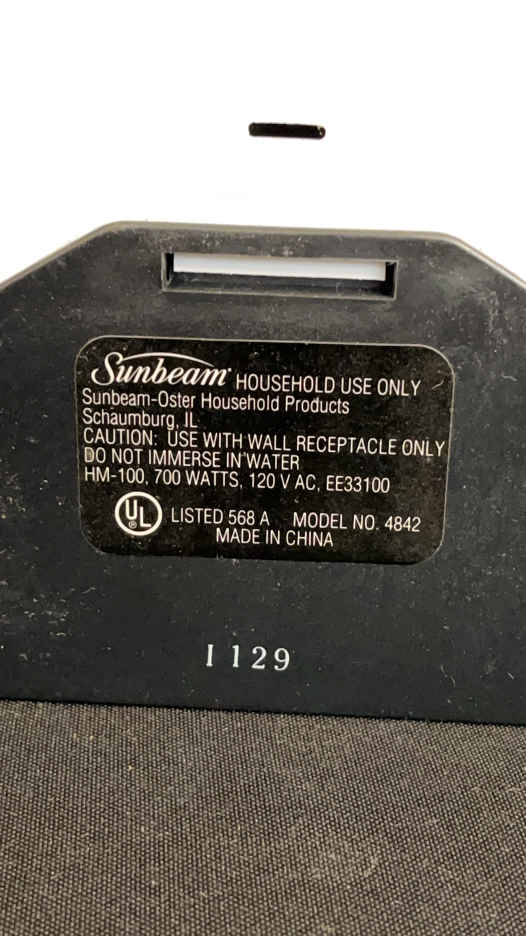 Sunbeam HOUSEHOLD USE ONLY
Sunbeam-Oster Household Products
Schaumburg, IL
CAUTION: USE WITH WALL RECEPTACLE ONLY
DO NOT IMMERSE IN WATER
HM-100, 700 WATTS, 120 V AC, EE33100
UL ® LISTED 568 A MODEL NO. 4842
MADE IN CHINA
I 129